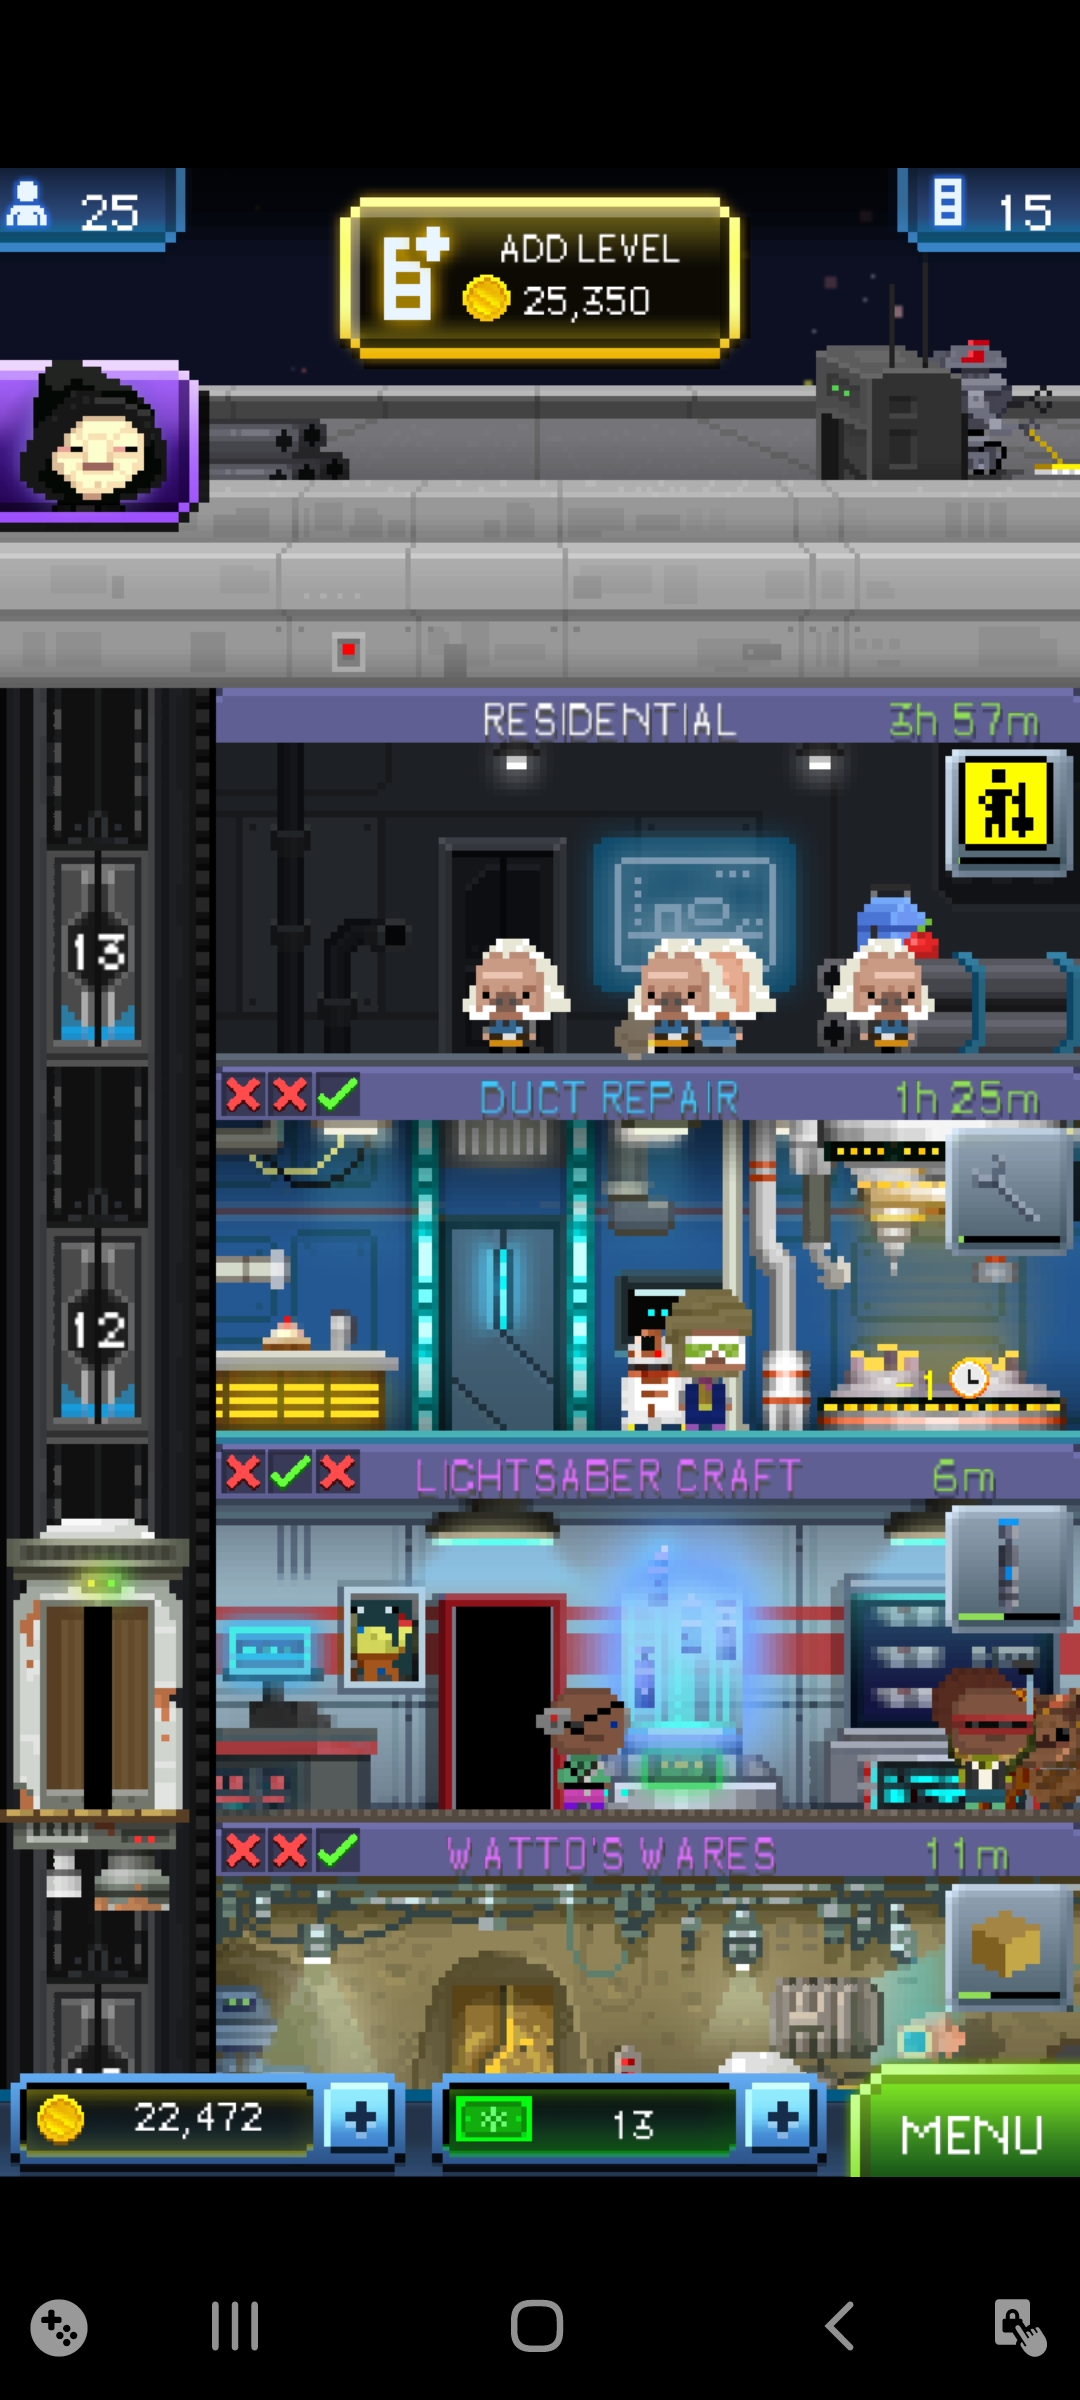 25
ADD LEVEL
25,350
15
RESIDENTIAL 3h 57m
13
DUCT REPAIR 1h 25m
12
-1
LIGHTSABER CRAFT 6m
WATTO'S WARES 11m
22,472
13
MENU